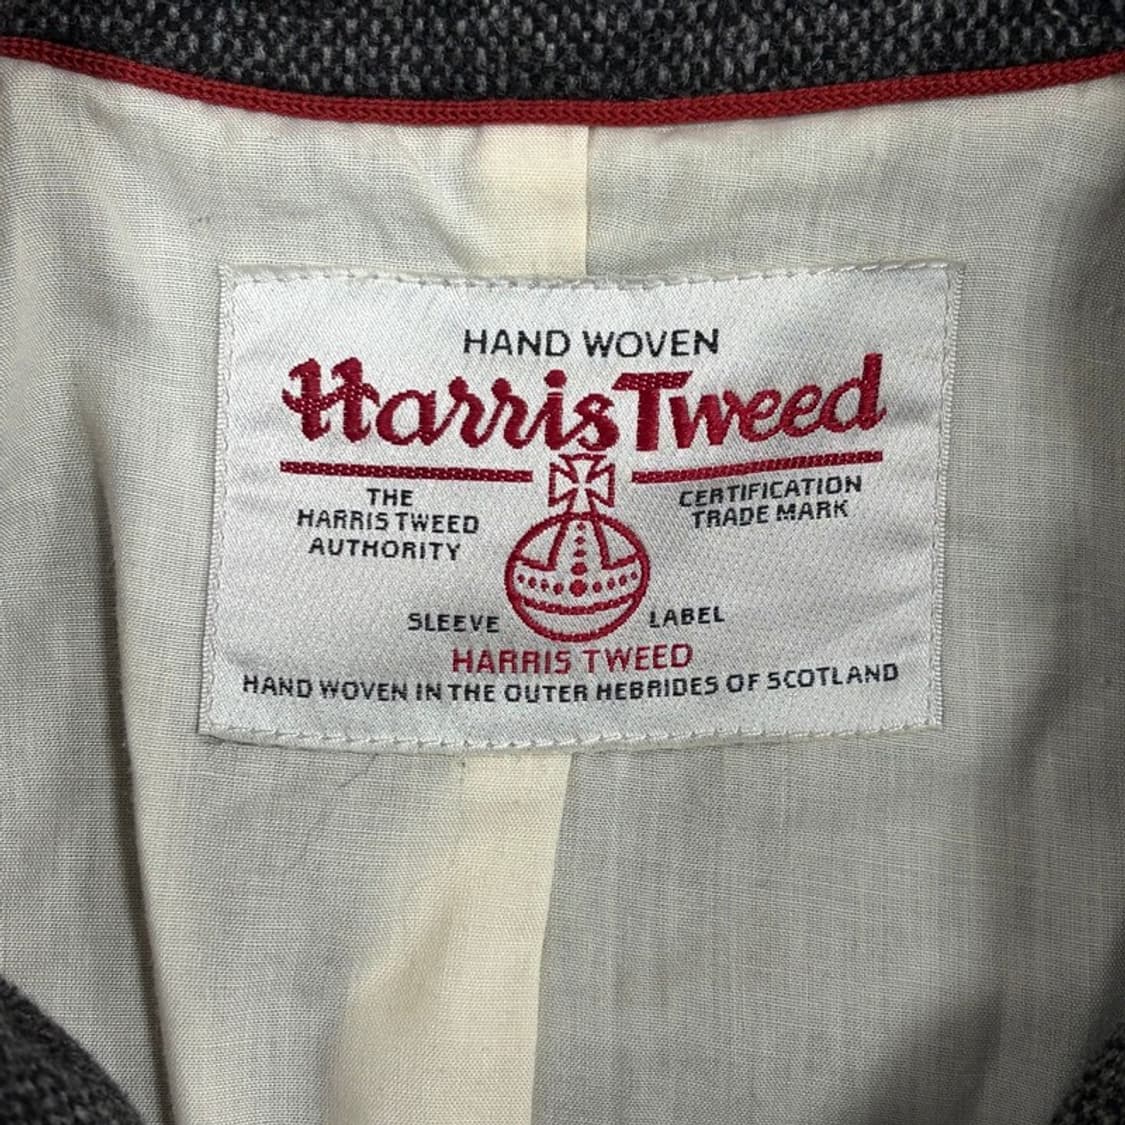 HAND WOVEN
Harris Tweed
THE
HARRIS TWEED
AUTHORITY
CERTIFICATION
TRADE MARK
SLEEVE LABEL
HARRIS TWEED
HAND WOVEN IN THE OUTER HEBRIDES OF SCOTLAND